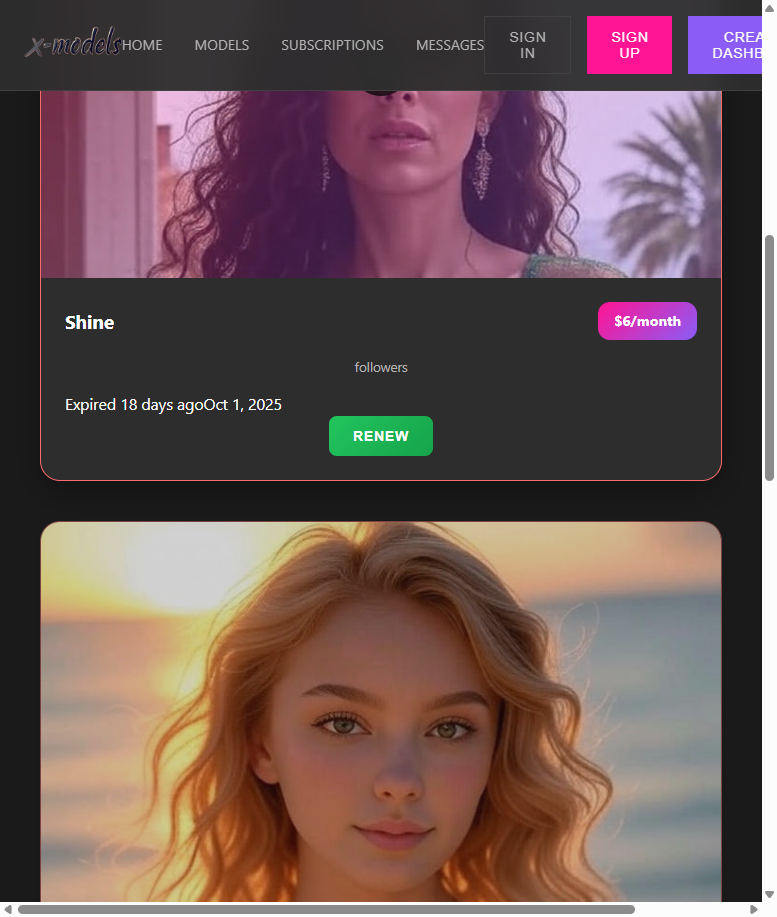 x-models
HOME
MODELS
SUBSCRIPTIONS
MESSAGES
SIGN
IN
SIGN
UP
CREA
DASHB
Shine
$6/month
followers
Expired 18 days agoOct 1, 2025
RENEW